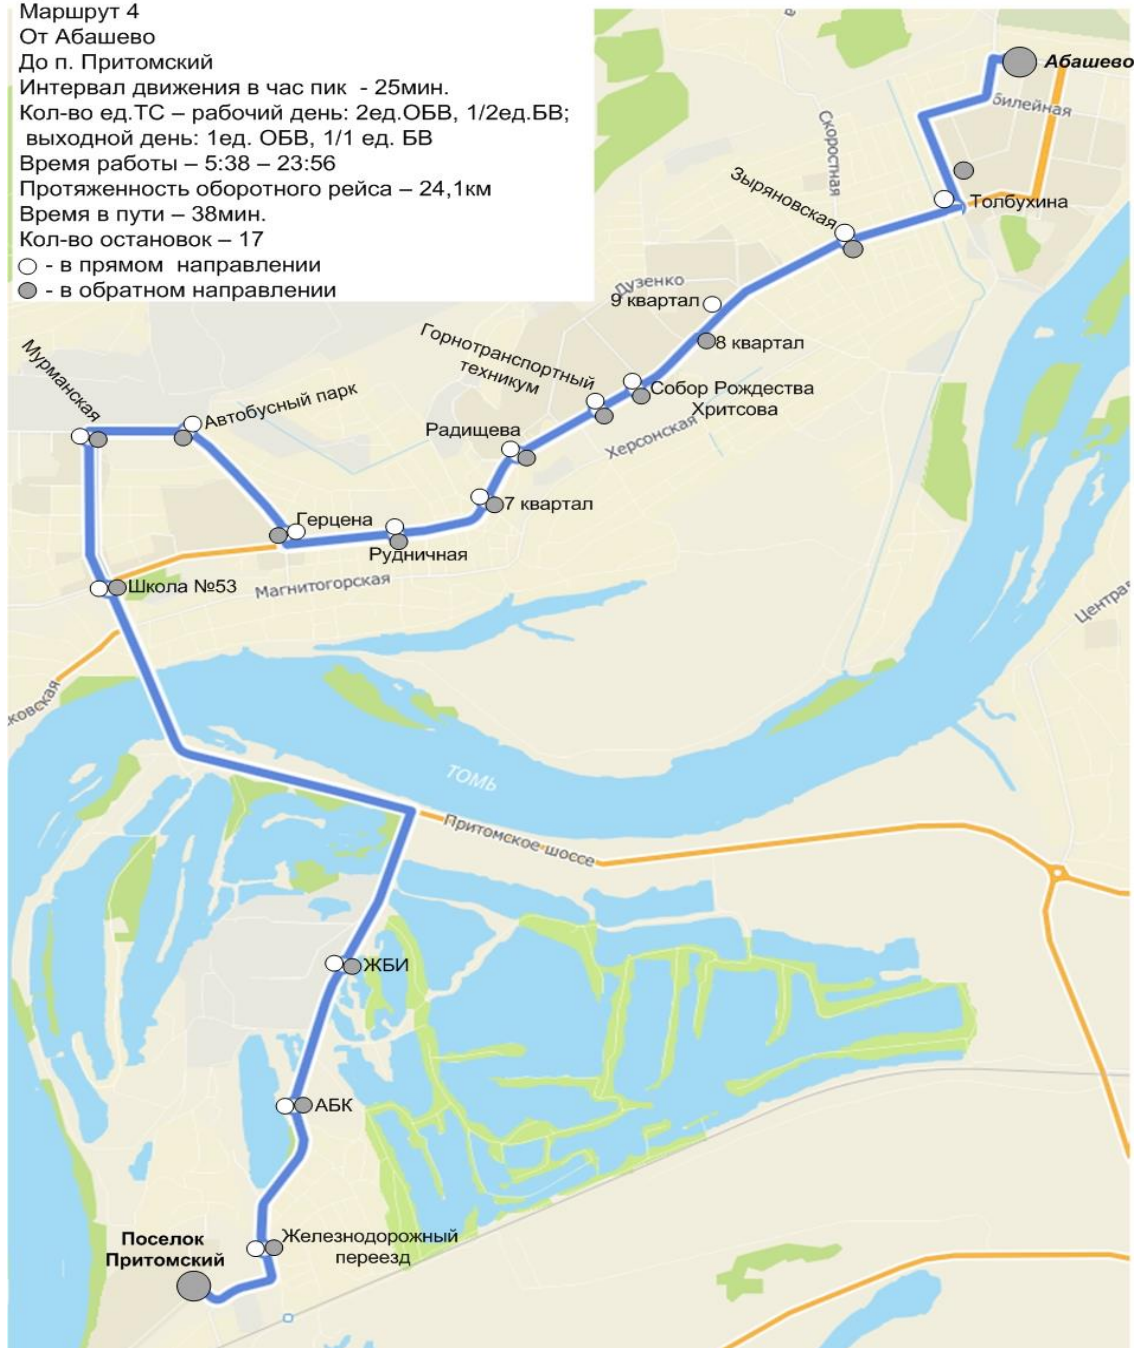 Маршрут 4
От Абашево
До п. Притомский
Интервал движения в час пик - 25мин.
Кол-во ед.ТС – рабочий день: 2ед.ОБВ, 1/2ед.БВ;
выходной день: 1ед. ОБВ, 1/1 ед. БВ
Время работы – 5:38 – 23:56
Протяженность оборотного рейса – 24,1км
Время в пути – 38мин.
Кол-во остановок – 17
- в прямом направлении
- в обратном направлении
Абашево
билейная
Скоростная
Толбухина
Зыряновская
Дузенко
9 квартал
8 квартал
Горнотранспортный
техникум
Собор Рождества
Хритсова
Мурманская
Автобусный парк
Радищева
Херсонская
7 квартал
Герцена
Рудничная
Школа №53
Магнитогорская
Централ
ковская
ТОМЬ
Притомское шоссе
ЖБИ
АБК
Железнодорожный
переезд
Поселок
Притомский